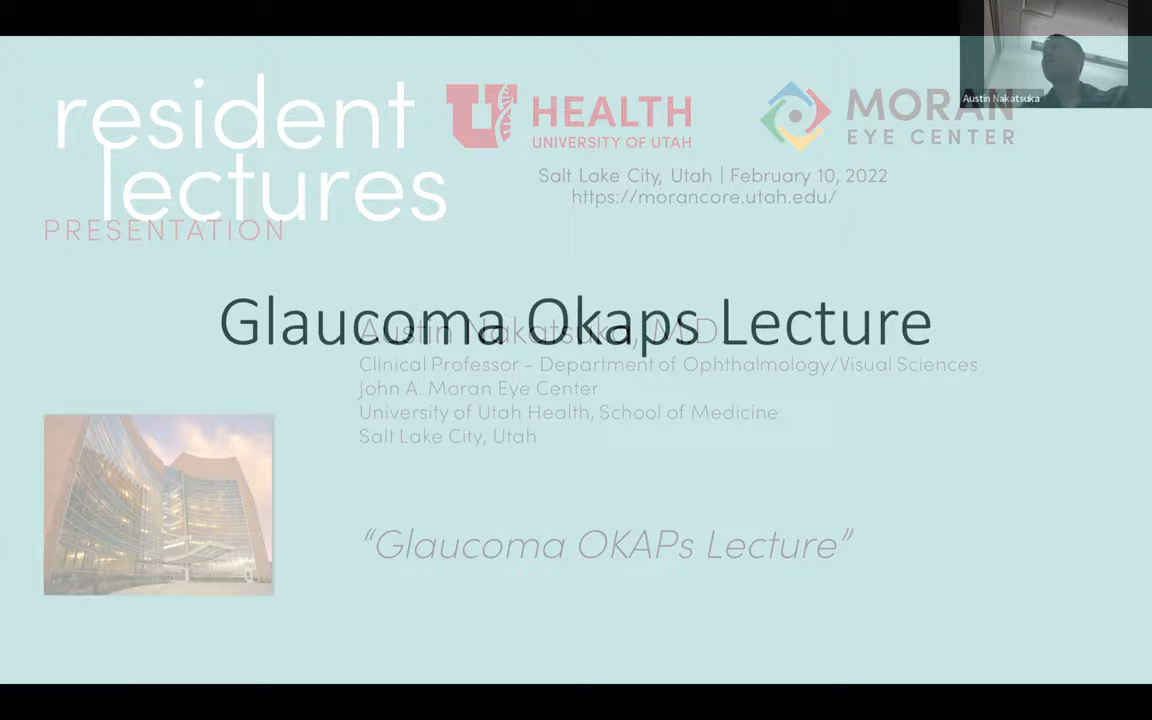 resident
lectures
PRESENTATION
U
HEALTH
UNIVERSITY OF UTAH
MORAN
EYE CENTER
Austin Nakatsuka
Salt Lake City, Utah | February 10, 2022
https://morancore.utah.edu/
Glaucoma Okaps Lecture
Austin Nakatsuka, M.D.
Clinical Professor – Department of Ophthalmology/Visual Sciences
John A. Moran Eye Center
University of Utah Health, School of Medicine
Salt Lake City, Utah
“Glaucoma OKAPs Lecture”